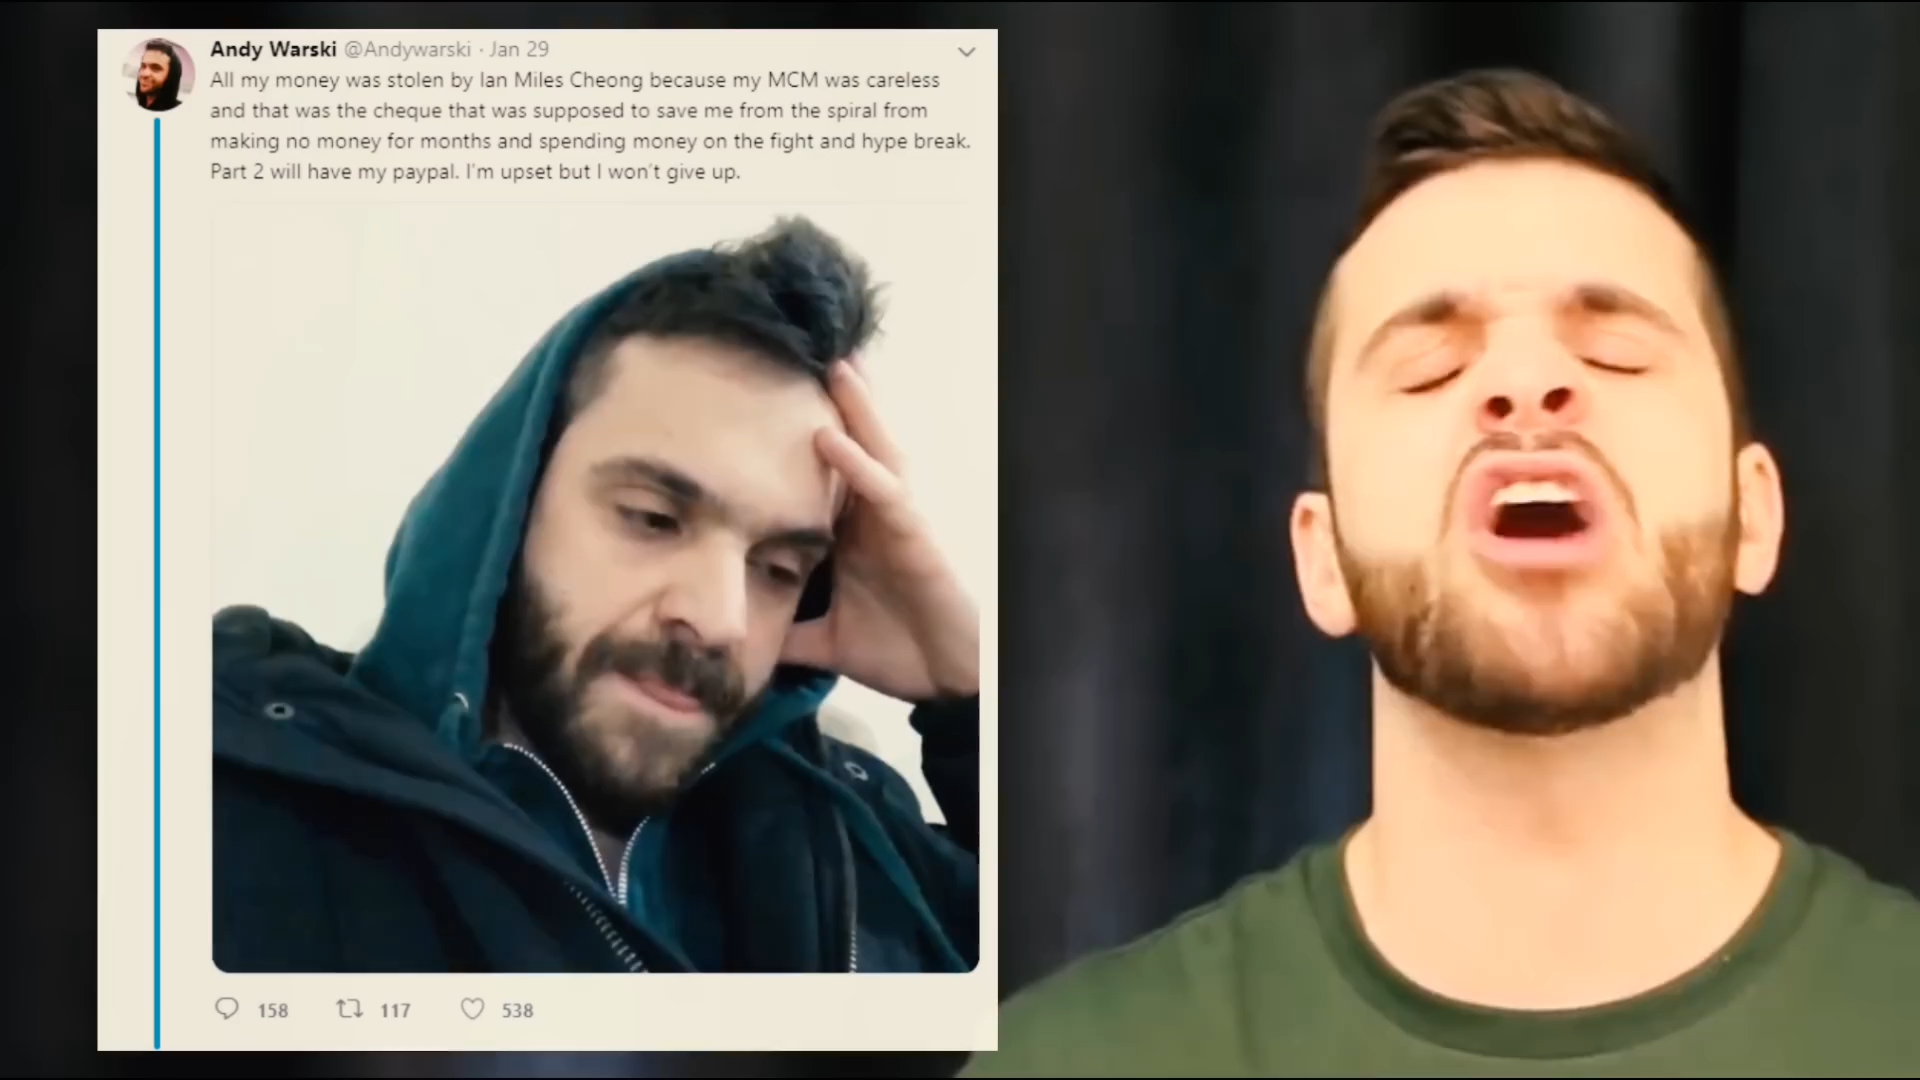 Andy Warski @Andywarski · Jan 29
All my money was stolen by Ian Miles Cheong because my MCM was careless
and that was the cheque that was supposed to save me from the spiral from
making no money for months and spending money on the fight and hype break.
Part 2 will have my paypal. I'm upset but I won't give up.
158 117 538